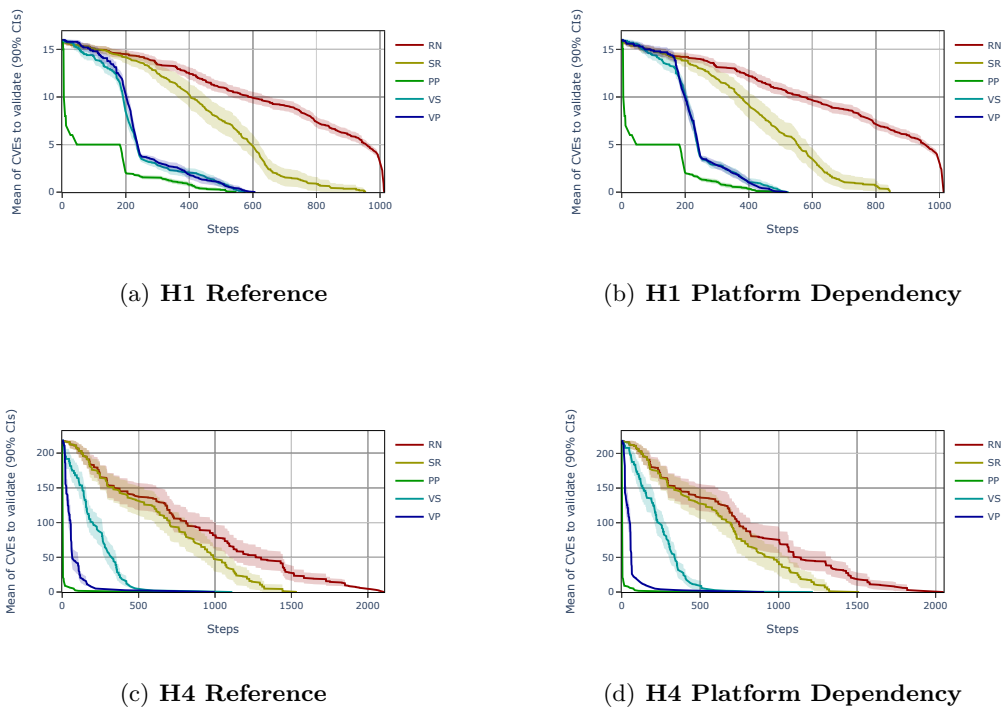 Mean of CVEs to validate (90% CIs)
15
10
5
0
0
200
400
600
800
1000
Steps
RN
SR
PP
VS
VP
(a) H1 Reference
Mean of CVEs to validate (90% CIs)
15
10
5
0
0
200
400
600
800
1000
Steps
RN
SR
PP
VS
VP
(b) H1 Platform Dependency
Mean of CVEs to validate (90% CIs)
200
150
100
50
0
0
500
1000
1500
2000
Steps
RN
SR
PP
VS
VP
(c) H4 Reference
Mean of CVEs to validate (90% CIs)
200
150
100
50
0
0
500
1000
1500
2000
Steps
RN
SR
PP
VS
VP
(d) H4 Platform Dependency